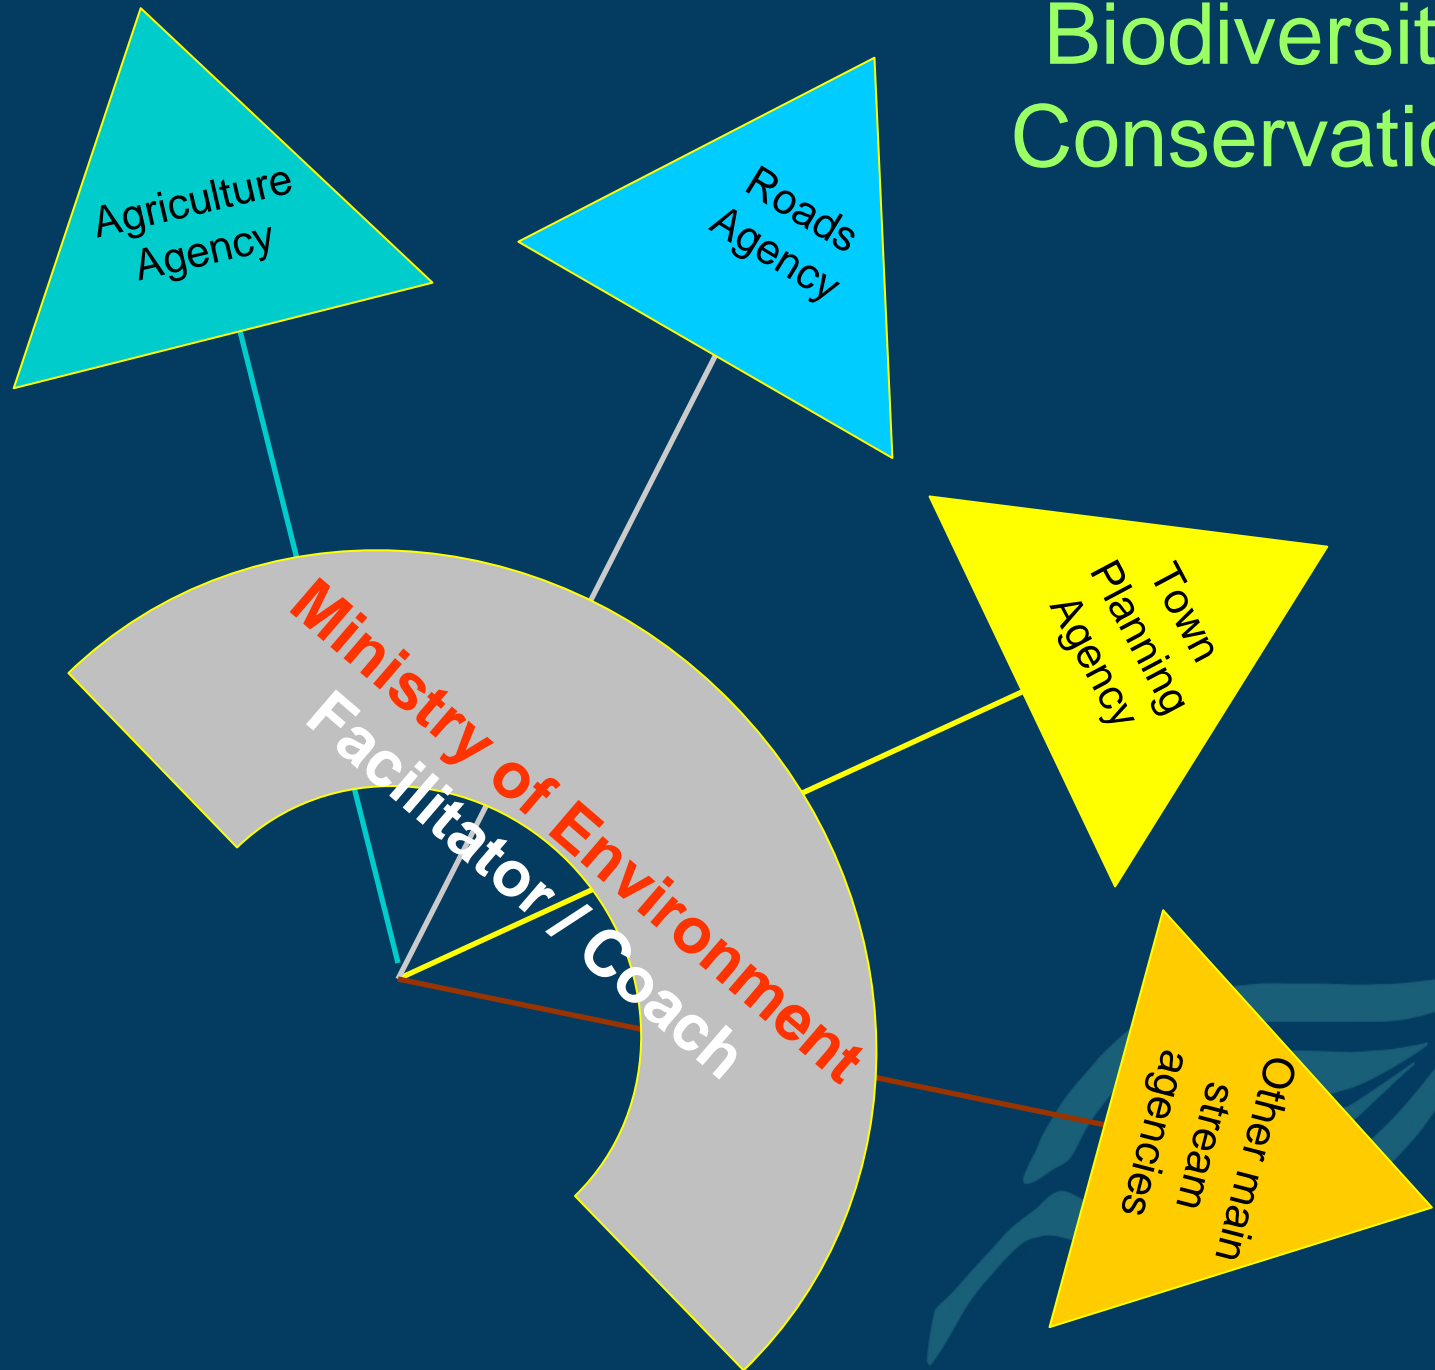 Biodiversit
Conservatio
Agriculture
Agency
Roads
Agency
Town
Planning
Agency
Ministry of Environment
Facilitator / Coach
Other main
stream
agencies